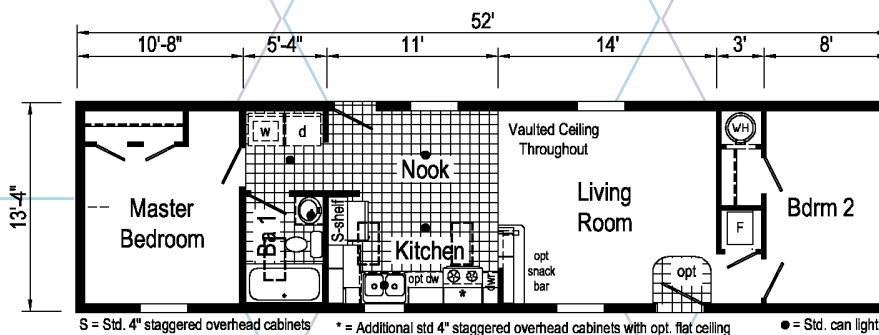 52'
10'-8" 5'-4" 11' 14' 3' 8'
13'-4"
w d
WH
Vaulted Ceiling
Throughout
Nook
Master
Bedroom
Living
Room
Bdrm 2
Ba 1
S-shelf
Kitchen
F
opt
snack
bar
opt
opt dw
dwr
*
S = Std. 4" staggered overhead cabinets
* = Additional std 4" staggered overhead cabinets with opt. flat ceiling
● = Std. can light